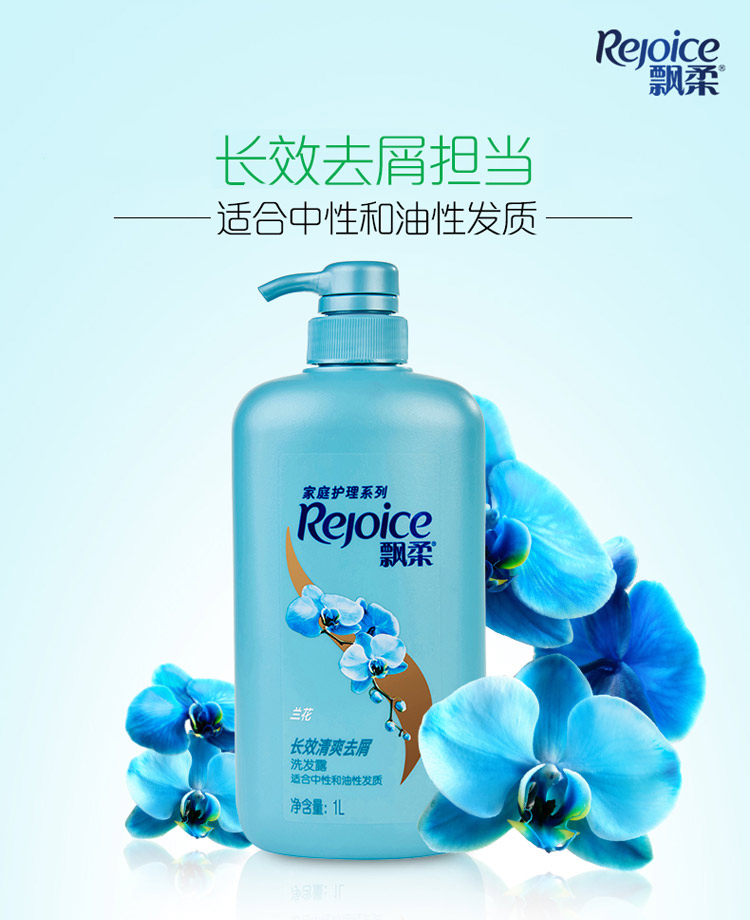 Rejoice
飘柔®
长效去屑担当
适合中性和油性发质
家庭护理系列
Rejoice
飘柔®
兰花
长效清爽去屑
洗发露
适合中性和油性发质
净含量：1L